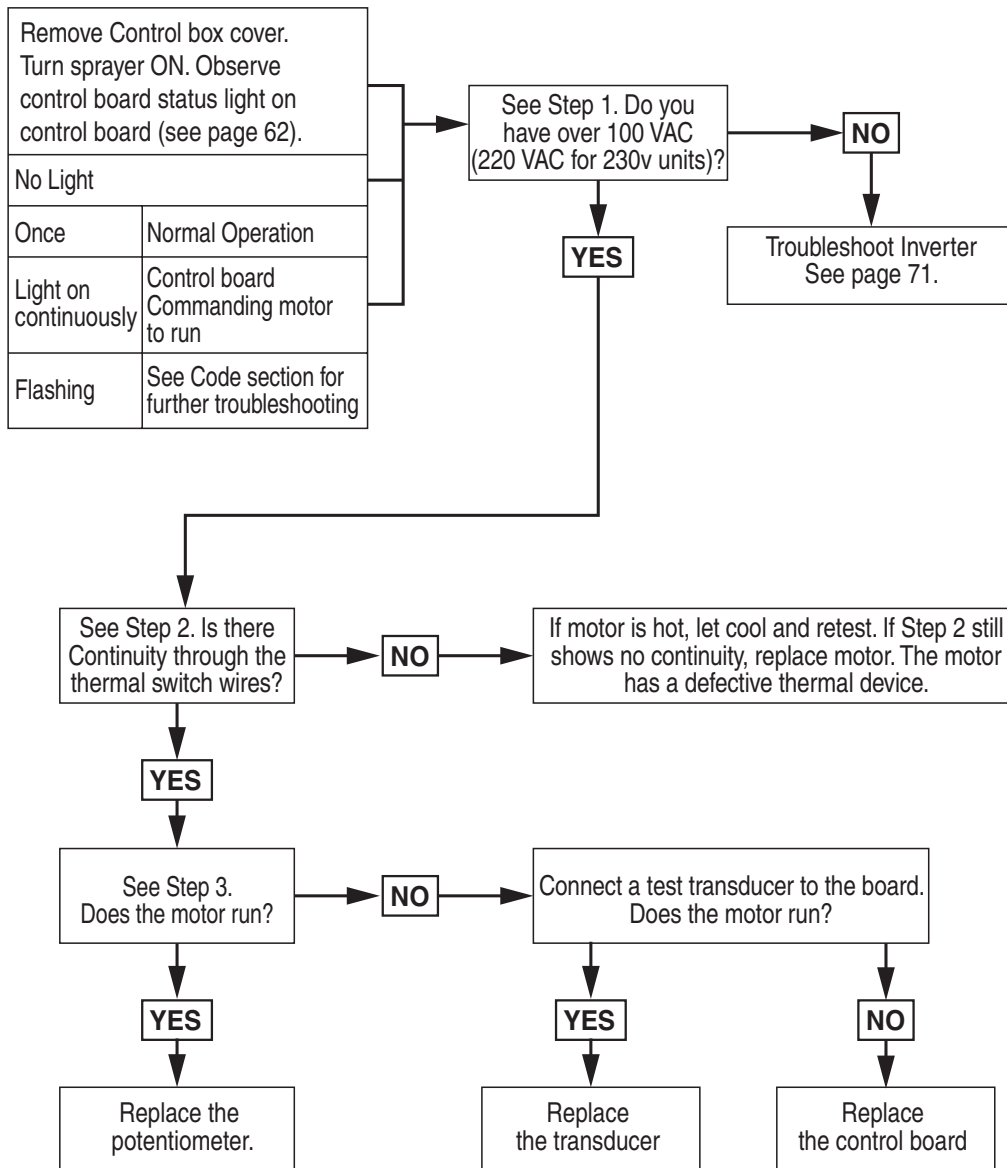 Remove Control box cover.
Turn sprayer ON. Observe
control board status light on
control board (see page 62).
No Light
Once
Normal Operation
Light on
continuously
Control board
Commanding motor
to run
Flashing
See Code section for
further troubleshooting
See Step 1. Do you
have over 100 VAC
(220 VAC for 230v units)?
NO
Troubleshoot Inverter
See page 71.
YES
See Step 2. Is there
Continuity through the
thermal switch wires?
NO
If motor is hot, let cool and retest. If Step 2 still
shows no continuity, replace motor. The motor
has a defective thermal device.
YES
See Step 3.
Does the motor run?
NO
Connect a test transducer to the board.
Does the motor run?
YES
YES
NO
Replace the
potentiometer.
Replace
the transducer
Replace
the control board